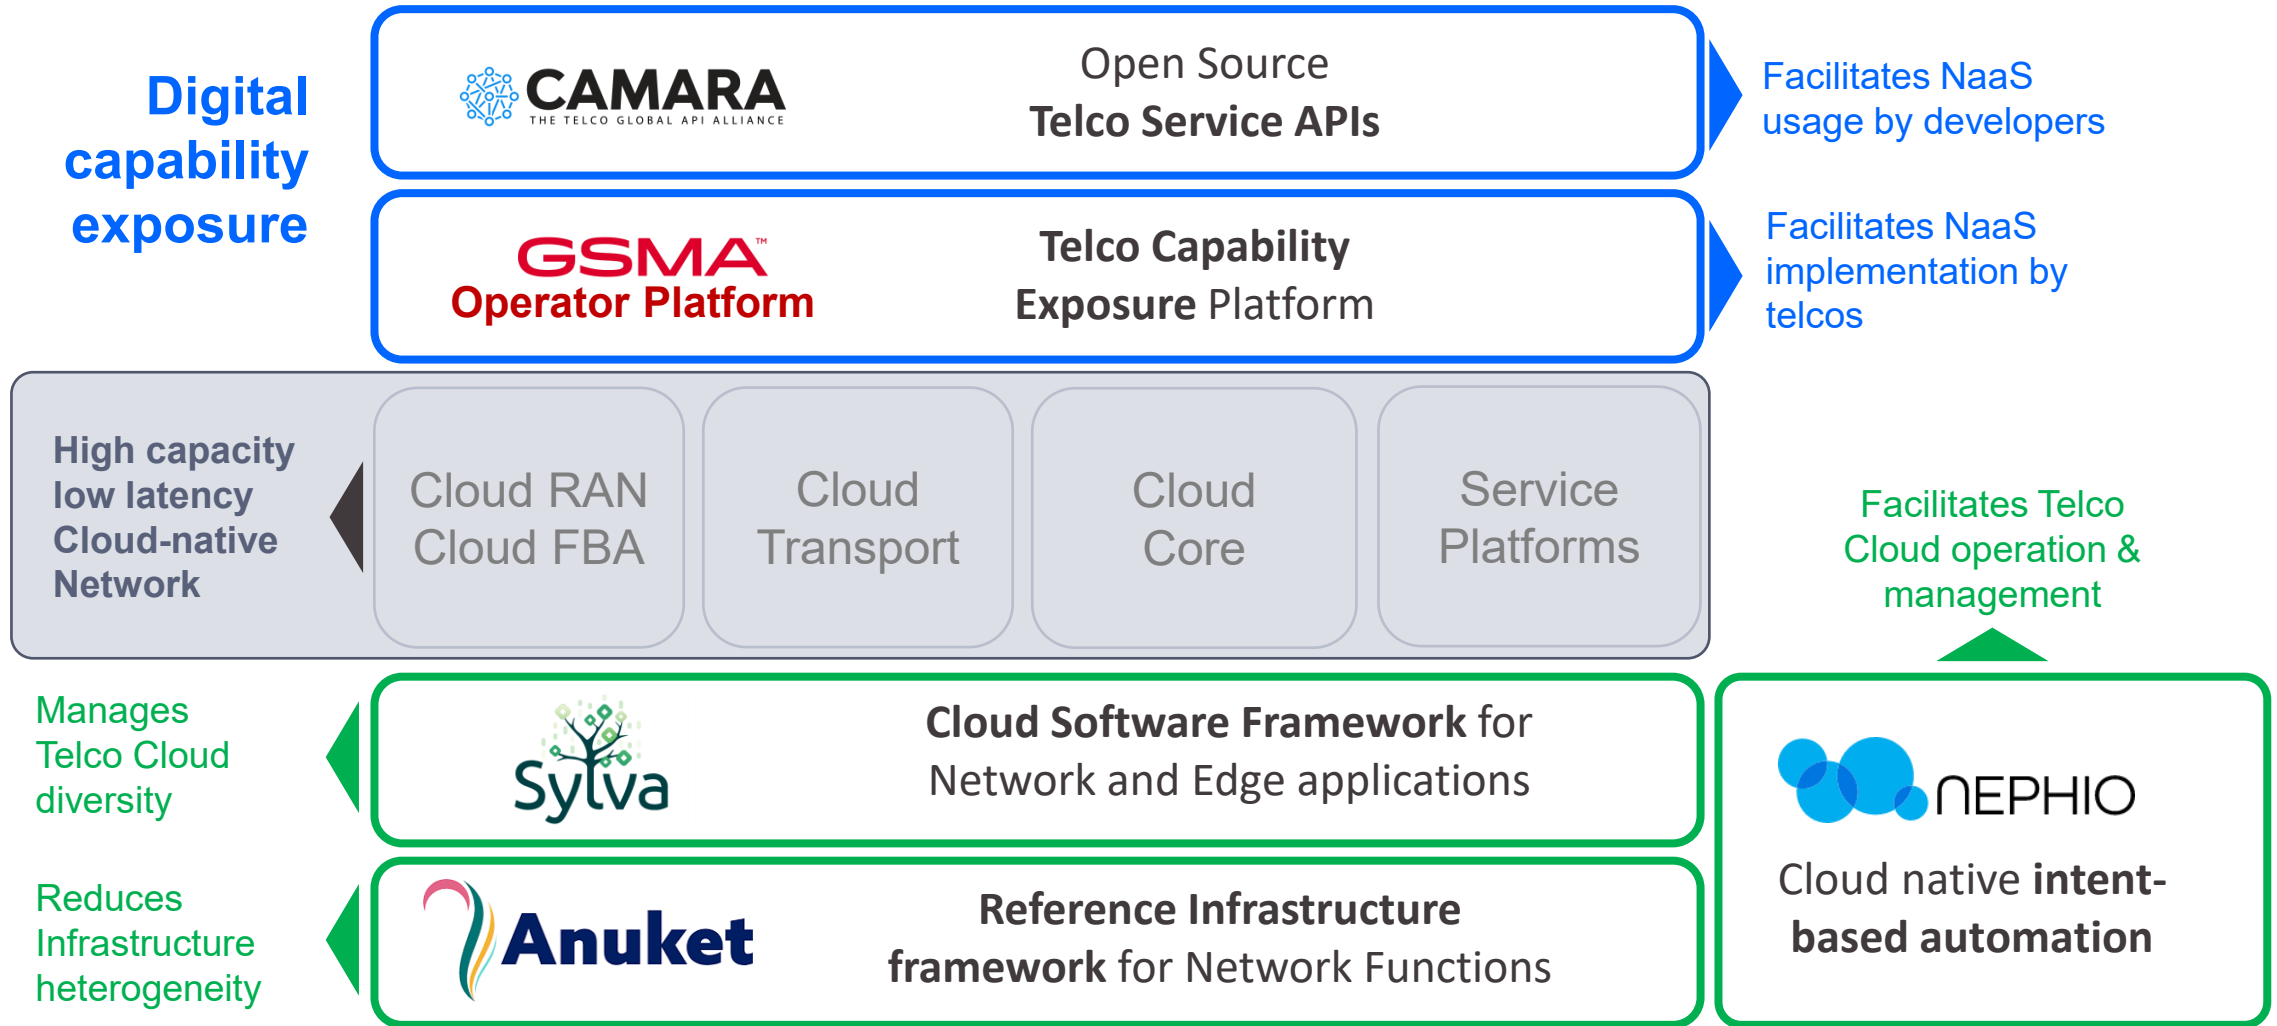 Digital
capability
exposure
CAMARA
THE TELCO GLOBAL API ALLIANCE
Open Source
Telco Service APIs
Facilitates NaaS
usage by developers
GSMA™
Operator Platform
Telco Capability
Exposure Platform
Facilitates NaaS
implementation by
telcos
High capacity
low latency
Cloud-native
Network
Cloud RAN
Cloud FBA
Cloud
Transport
Cloud
Core
Service
Platforms
Facilitates Telco
Cloud operation &
management
Manages
Telco Cloud
diversity
Sylva
Cloud Software Framework for
Network and Edge applications
Reduces
Infrastructure
heterogeneity
Anuket
Reference Infrastructure
framework for Network Functions
NEPHIO
Cloud native intent-
based automation